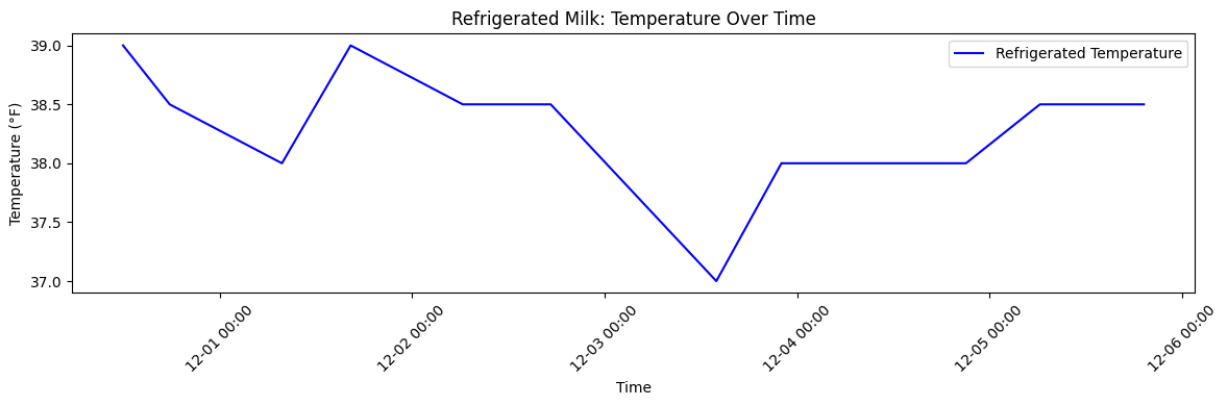 Refrigerated Milk: Temperature Over Time
Refrigerated Temperature
Temperature (°F)
39.0
38.5
38.0
37.5
37.0
12-01 00:00
12-02 00:00
12-03 00:00
12-04 00:00
12-05 00:00
12-06 00:00
Time